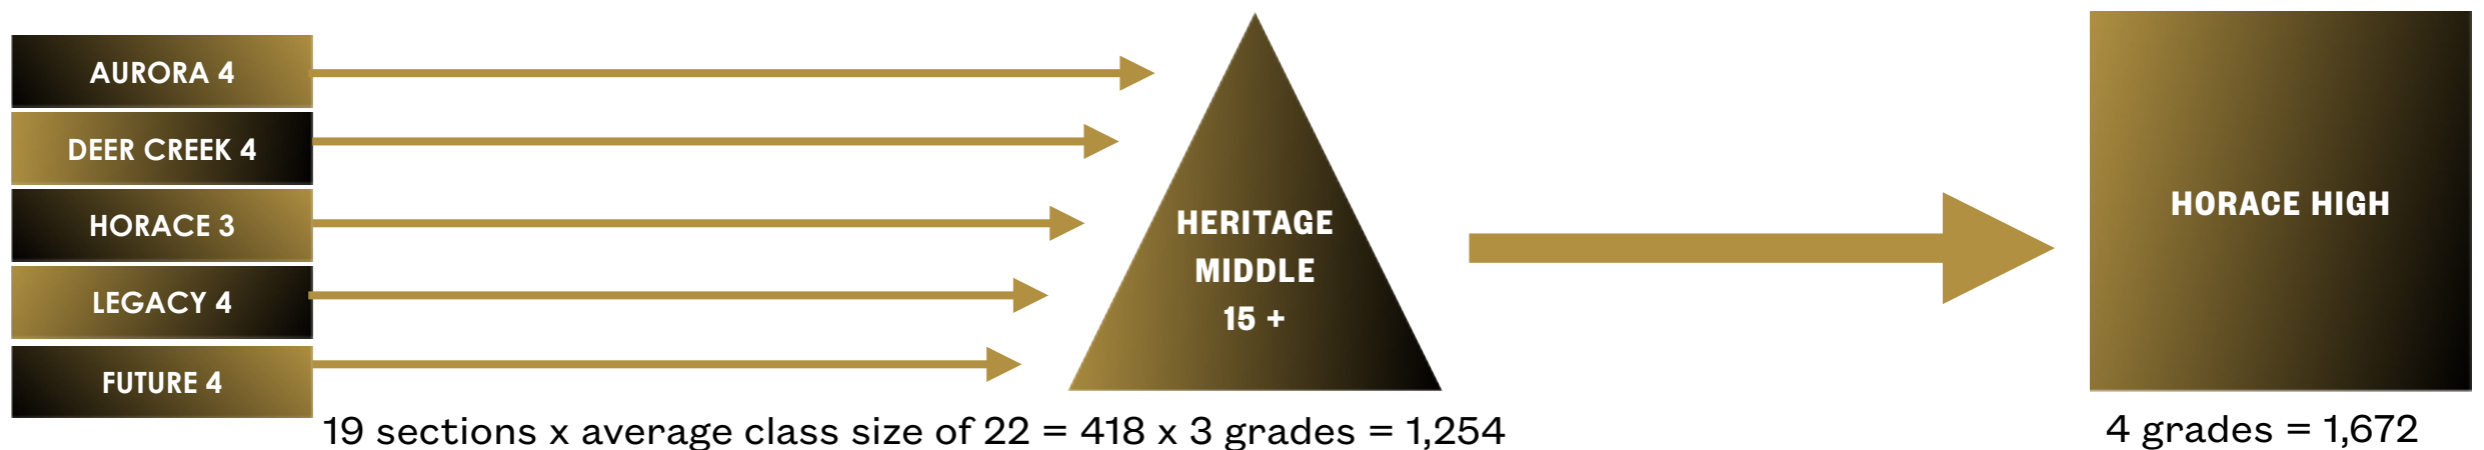 AURORA 4
DEER CREEK 4
HORACE 3
LEGACY 4
FUTURE 4
HERITAGE
MIDDLE
15 +
HORACE HIGH
19 sections x average class size of 22 = 418 x 3 grades = 1,254
4 grades = 1,672